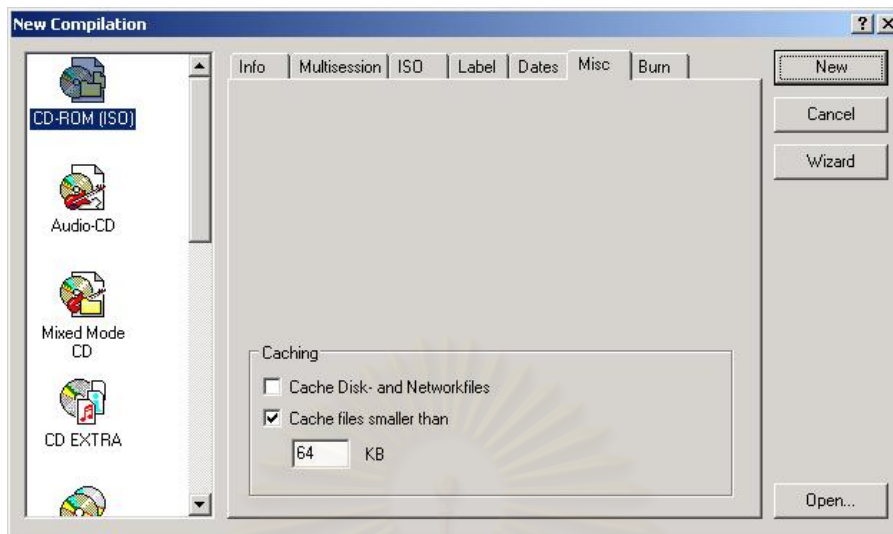 New Compilation
CD-ROM (ISO)
Audio-CD
Mixed Mode
CD
CD EXTRA
Info Multisession ISO Label Dates Misc Burn
Caching
Cache Disk- and Networkfiles
Cache files smaller than
64 KB
New
Cancel
Wizard
Open...